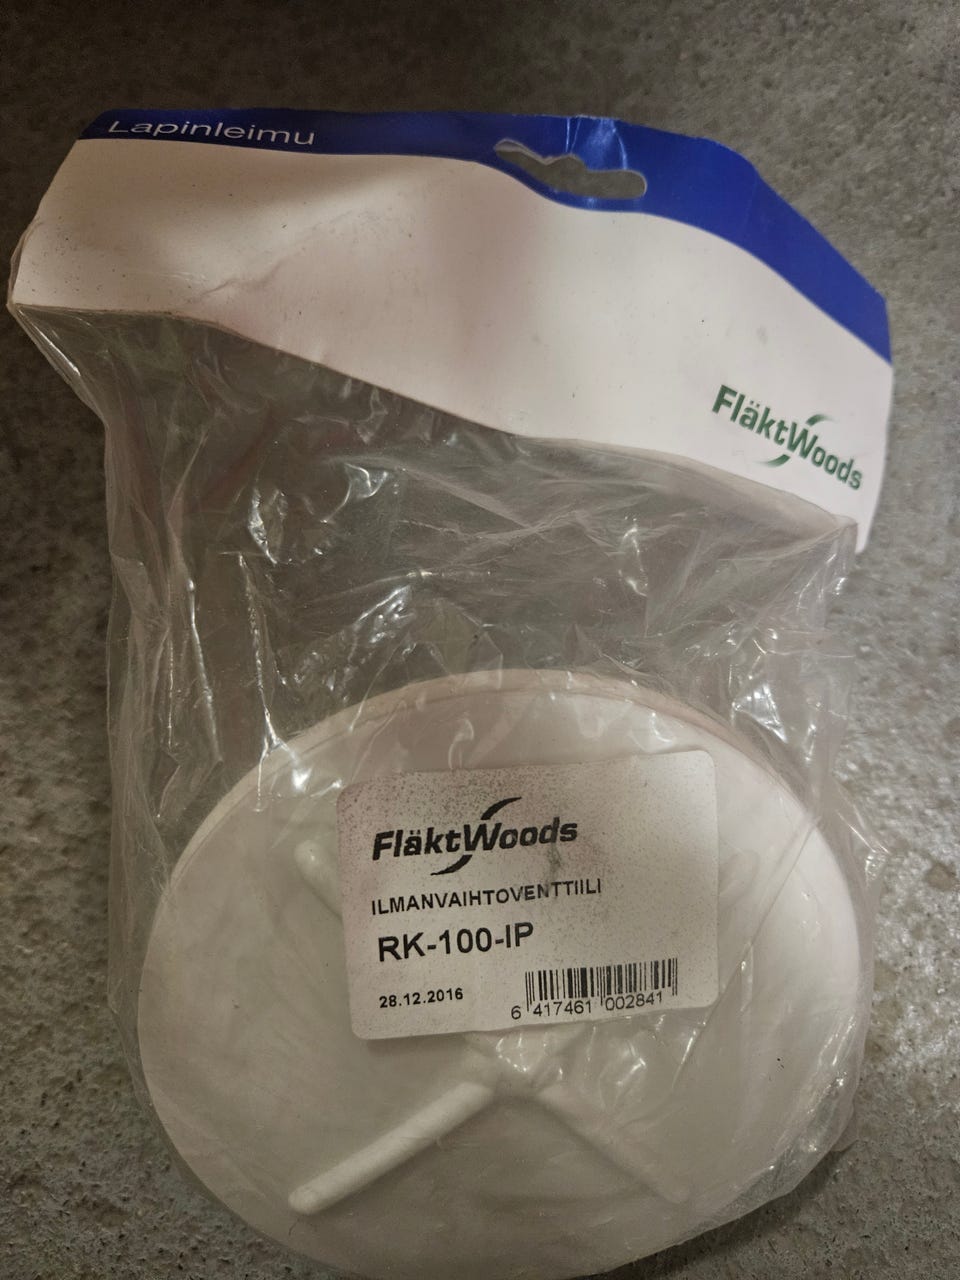 Lapinleimu
FläktWoods
FläktWoods
ILMANVAIHTOVENTTIILI
RK-100-IP
28.12.2016
6 417461 002841